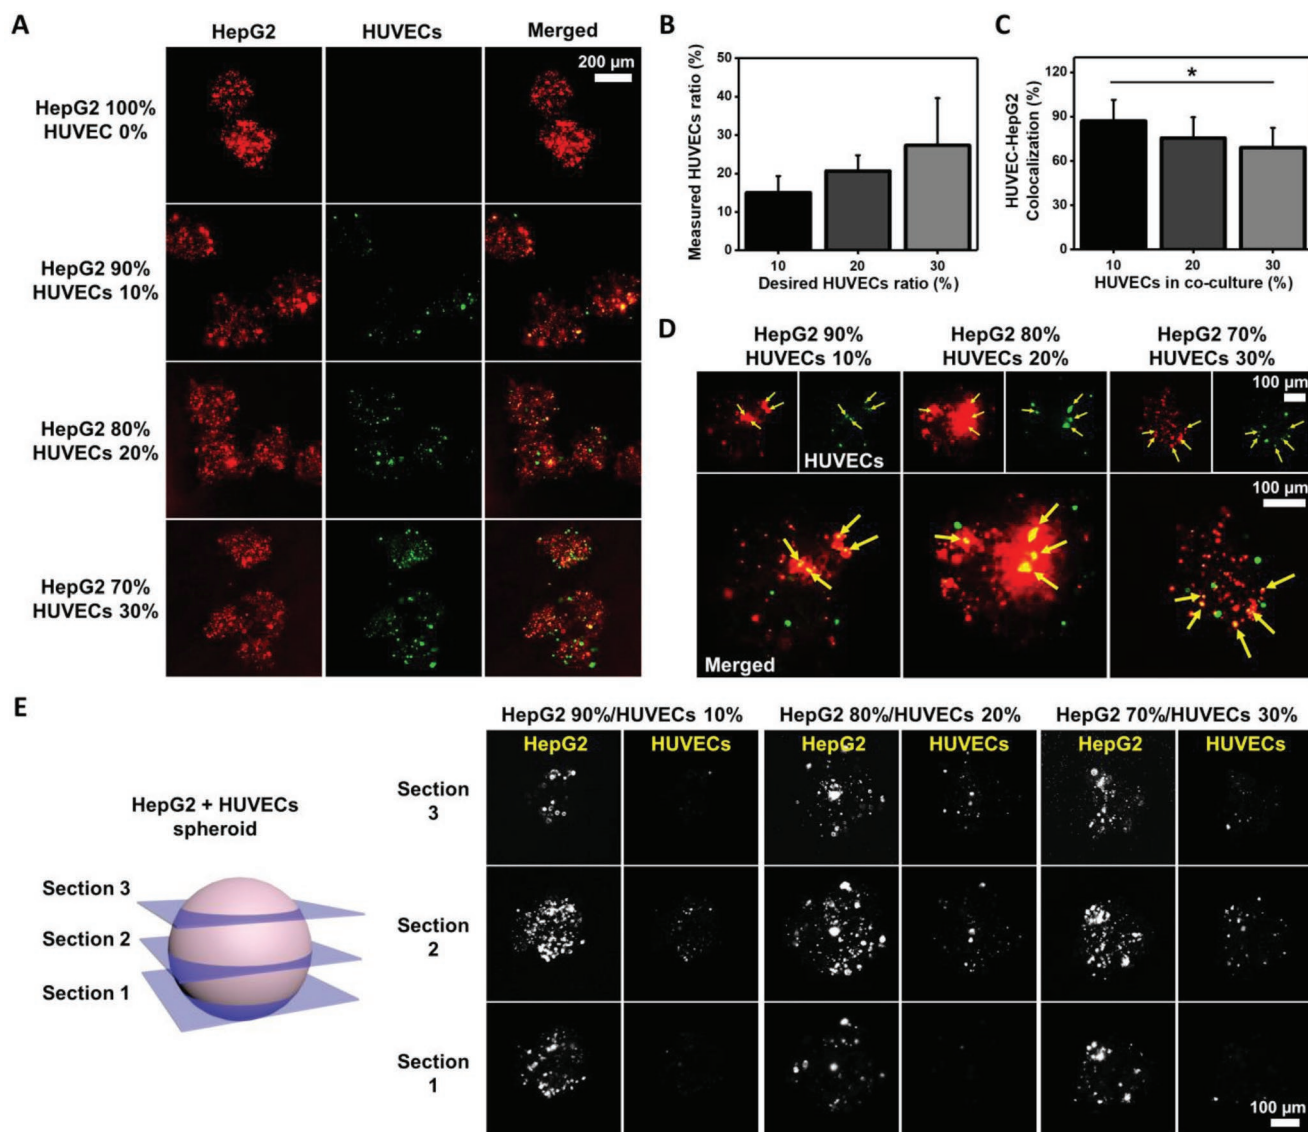 A
HepG2
HUVECs
Merged
200 µm
HepG2 100%
HUVEC 0%
HepG2 90%
HUVECs 10%
HepG2 80%
HUVECs 20%
HepG2 70%
HUVECs 30%
B
Measured HUVECs ratio (%)
50
40
30
20
10
0
10
20
30
Desired HUVECs ratio (%)
C
HUVEC-HepG2
Colocalization (%)
120
90
60
30
0
*
10
20
30
HUVECs in co-culture (%)
D
HepG2 90%
HUVECs 10%
HepG2 80%
HUVECs 20%
HepG2 70%
HUVECs 30%
100 µm
HUVECs
100 µm
Merged
E
HepG2 + HUVECs
spheroid
Section 3
Section 2
Section 1
HepG2 90%/HUVECs 10%
HepG2 80%/HUVECs 20%
HepG2 70%/HUVECs 30%
HepG2
HUVECs
HepG2
HUVECs
HepG2
HUVECs
Section
3
Section
2
Section
1
100 µm